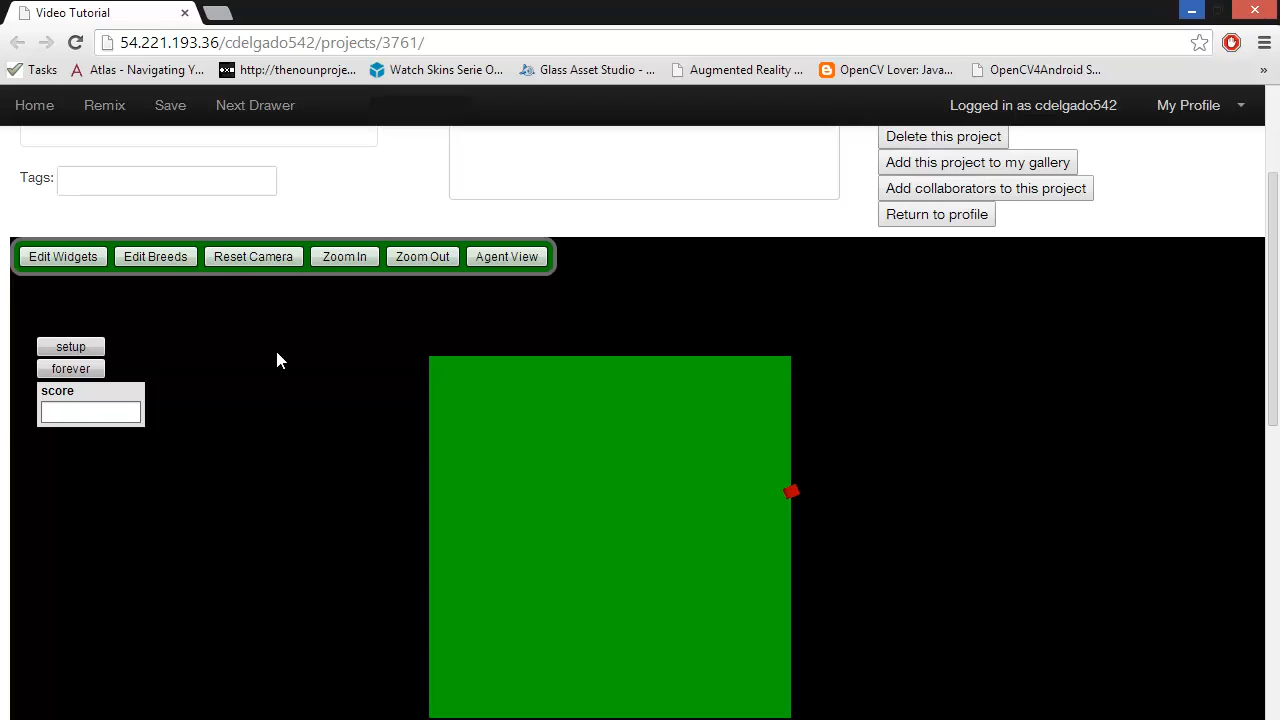 Video Tutorial
54.221.193.36/cdelgado542/projects/3761/
Tasks Atlas - Navigating Y... http://thenounproje... Watch Skins Serie O... Glass Asset Studio - ... Augmented Reality ... OpenCV Lover: Java... OpenCV4Android S... »
Home Remix Save Next Drawer Logged in as cdelgado542 My Profile
Delete this project
Add this project to my gallery
Tags:
Add collaborators to this project
Return to profile
Edit Widgets Edit Breeds Reset Camera Zoom In Zoom Out Agent View
setup
forever
score